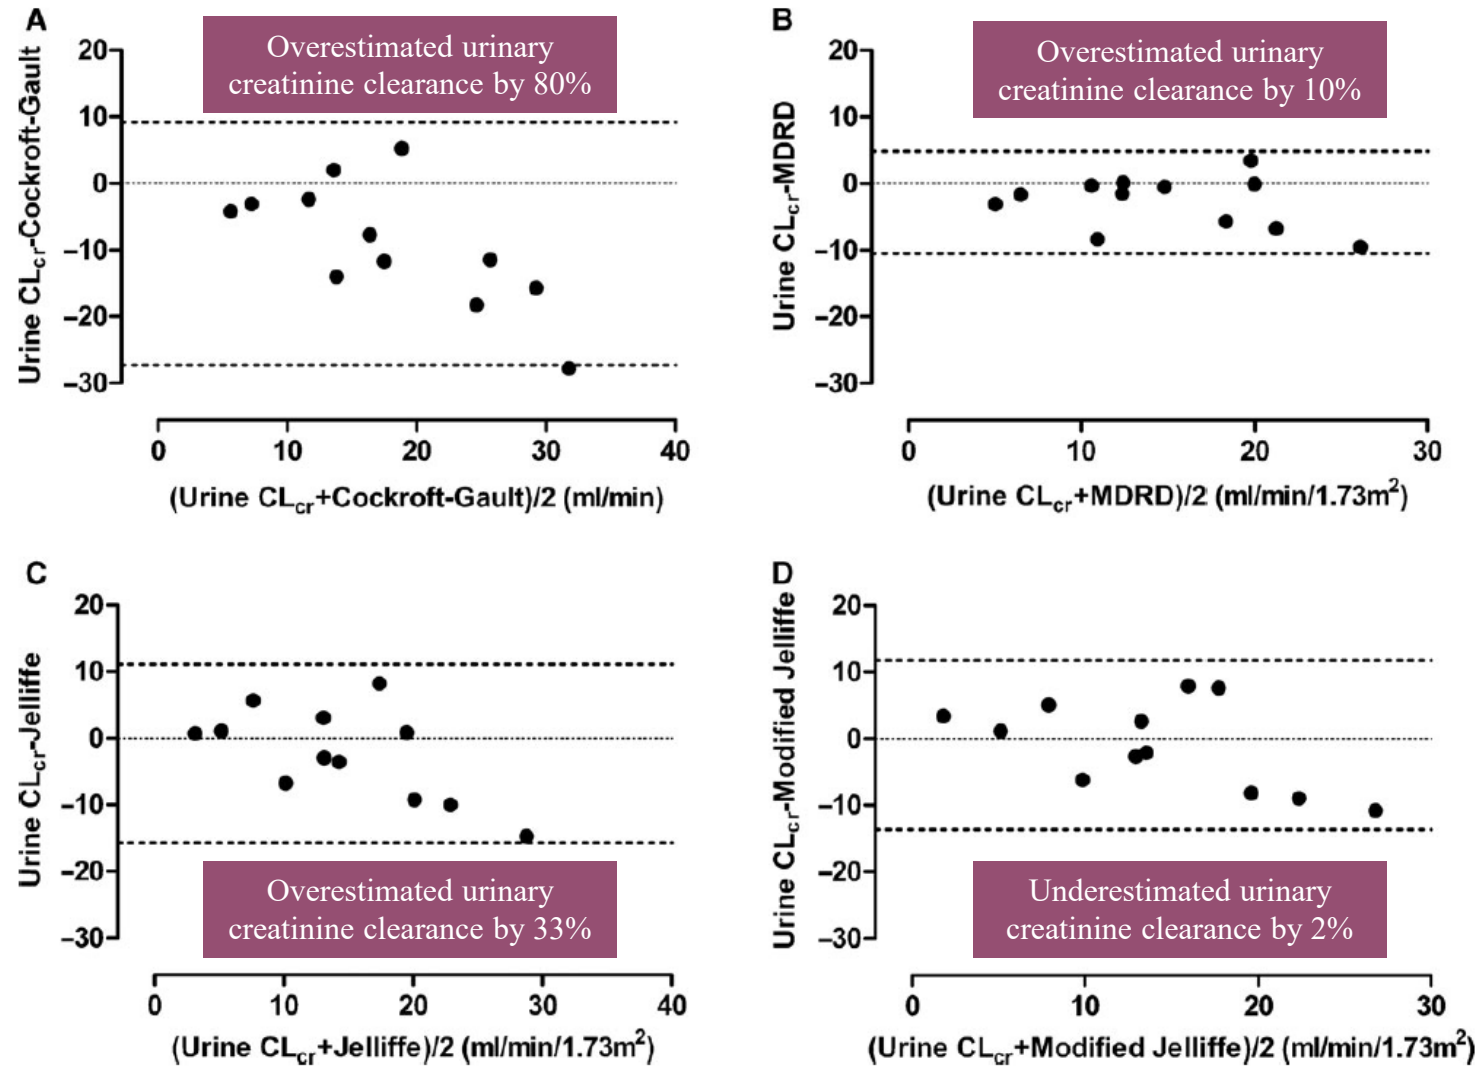 A
Urine CLcr-Cockroft-Gault
20
10
0
–10
–20
–30
Overestimated urinary
creatinine clearance by 80%
0 10 20 30 40
(Urine CLcr+Cockroft-Gault)/2 (ml/min)
B
Urine CLcr-MDRD
20
10
0
–10
–20
–30
Overestimated urinary
creatinine clearance by 10%
0 10 20 30
(Urine CLcr+MDRD)/2 (ml/min/1.73m²)
C
Urine CLcr-Jelliffe
20
10
0
–10
–20
–30
Overestimated urinary
creatinine clearance by 33%
0 10 20 30 40
(Urine CLcr+Jelliffe)/2 (ml/min/1.73m²)
D
Urine CLcr-Modified Jelliffe
20
10
0
–10
–20
–30
Underestimated urinary
creatinine clearance by 2%
0 10 20 30
(Urine CLcr+Modified Jelliffe)/2 (ml/min/1.73m²)